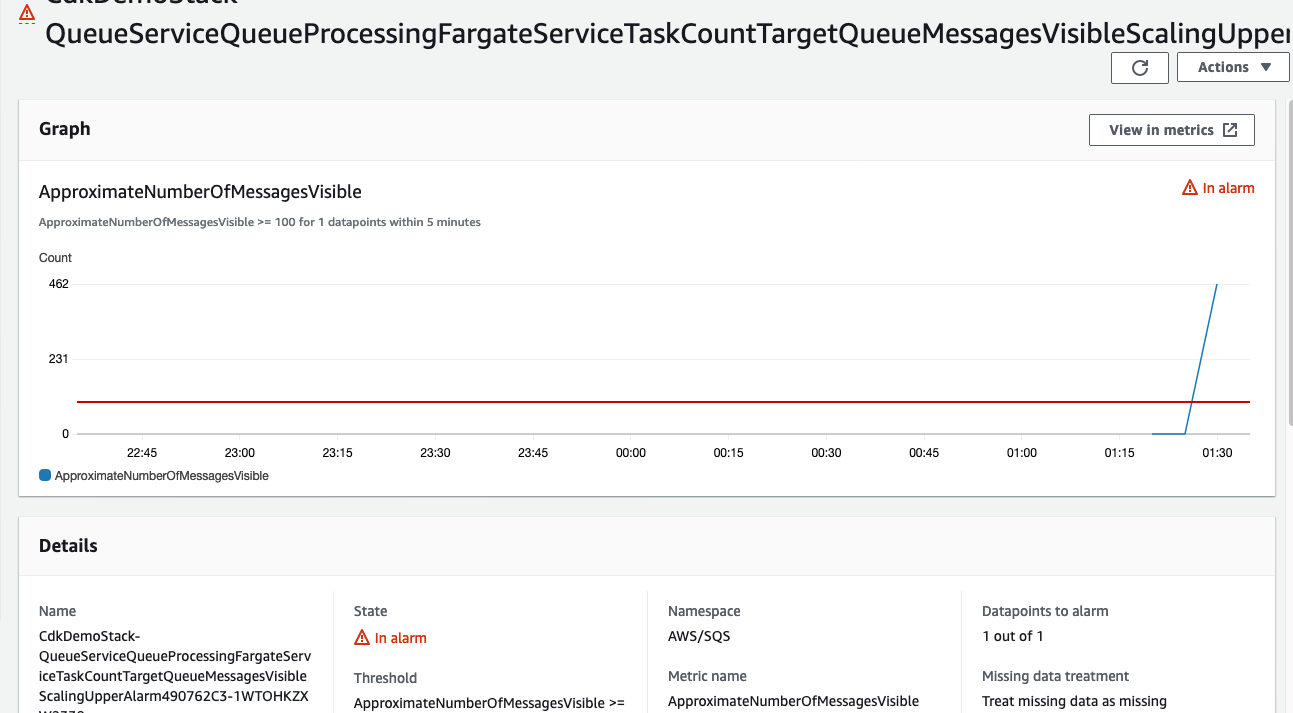 CdkDemoStack-
QueueServiceQueueProcessingFargateServiceTaskCountTargetQueueMessagesVisibleScalingUpper
Actions
Graph
View in metrics
ApproximateNumberOfMessagesVisible
In alarm
ApproximateNumberOfMessagesVisible >= 100 for 1 datapoints within 5 minutes
Count
462
231
0
22:45 23:00 23:15 23:30 23:45 00:00 00:15 00:30 00:45 01:00 01:15 01:30
ApproximateNumberOfMessagesVisible
Details
Name
CdkDemoStack-
QueueServiceQueueProcessingFargateServ
iceTaskCountTargetQueueMessagesVisible
ScalingUpperAlarm490762C3-1WTOHKZX
State
In alarm
Threshold
ApproximateNumberOfMessagesVisible >=
Namespace
AWS/SQS
Metric name
ApproximateNumberOfMessagesVisible
Datapoints to alarm
1 out of 1
Missing data treatment
Treat missing data as missing